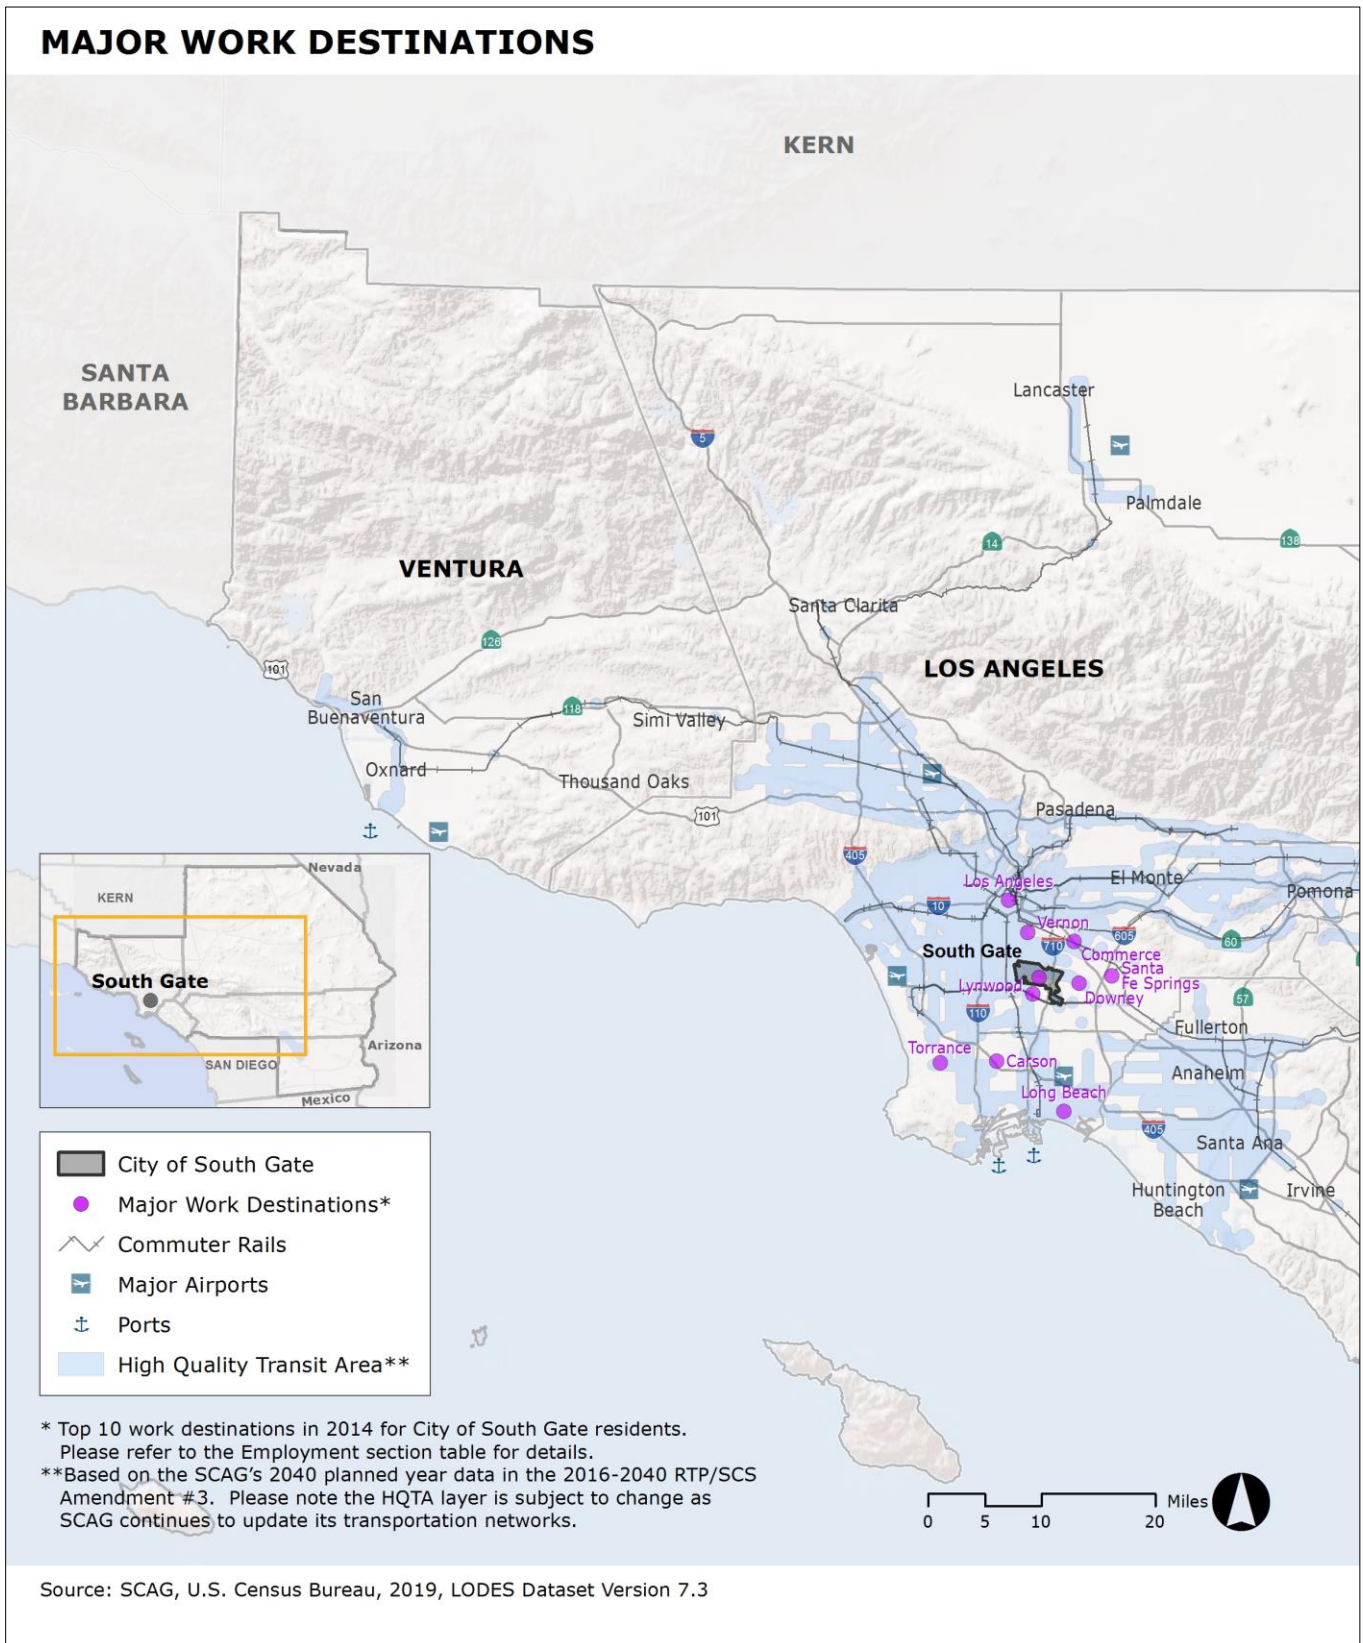 MAJOR WORK DESTINATIONS
KERN
SANTA
BARBARA
Lancaster
5
Palmdale
14
138
VENTURA
Santa Clarita
126
LOS ANGELES
101
San
Buenaventura
118
Simi Valley
Oxnard
Thousand Oaks
101
Pasadena
405
El Monte
Los Angeles
Pomona
10
Vernon
605
60
710
South Gate
Commerce
Santa
Fe Springs
Lynwood
Downey
57
110
Fullerton
Torrance
Carson
Anaheim
Long Beach
405
Santa Ana
Huntington
Beach
Irvine
Nevada
KERN
South Gate
Arizona
SAN DIEGO
Mexico
City of South Gate
Major Work Destinations*
Commuter Rails
Major Airports
Ports
High Quality Transit Area**
* Top 10 work destinations in 2014 for City of South Gate residents.
Please refer to the Employment section table for details.
**Based on the SCAG's 2040 planned year data in the 2016-2040 RTP/SCS
Amendment #3. Please note the HQTA layer is subject to change as
SCAG continues to update its transportation networks.
Miles
0 5 10 20
Source: SCAG, U.S. Census Bureau, 2019, LODES Dataset Version 7.3